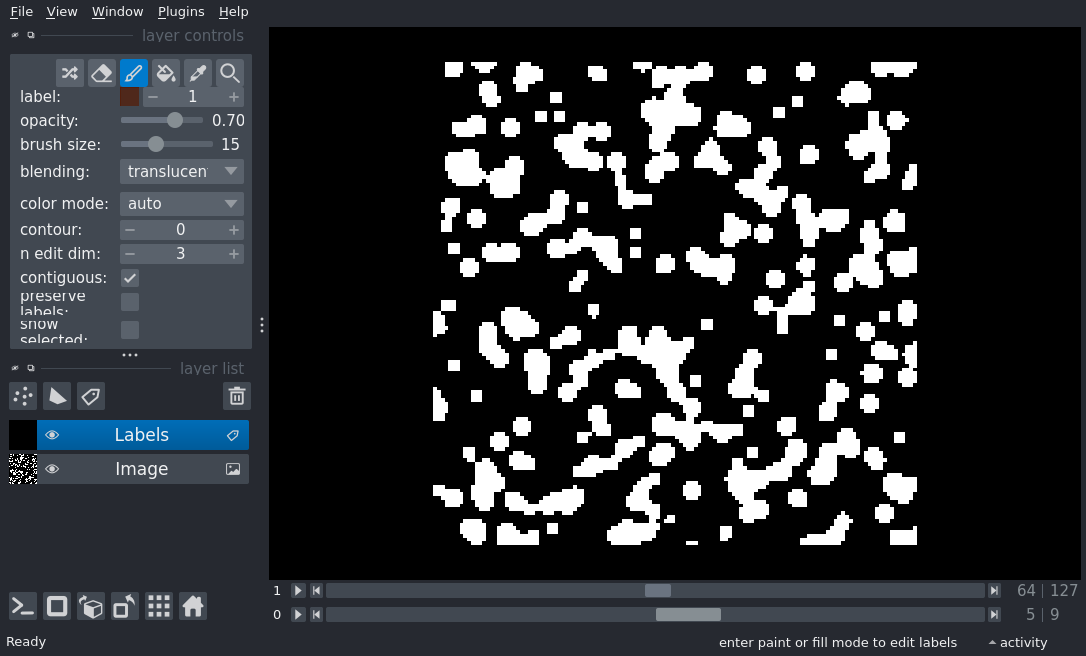 File View Window Plugins Help
layer controls
label: 1
opacity: 0.70
brush size: 15
blending: translucen
color mode: auto
contour: 0
n edit dim: 3
contiguous:
preserve
labels:
show
selected:
layer list
Labels
Image
1 64 127
0 5 9
Ready enter paint or fill mode to edit labels activity